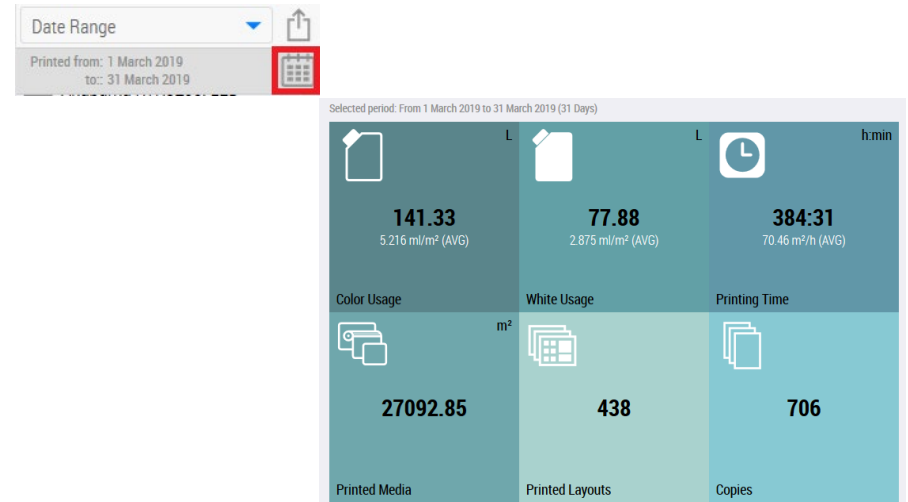 Date Range
Printed from: 1 March 2019
to:: 31 March 2019
Selected period: From 1 March 2019 to 31 March 2019 (31 Days)
L
141.33
5.216 ml/m² (AVG)
Color Usage
L
77.88
2.875 ml/m² (AVG)
White Usage
h:min
384:31
70.46 m²/h (AVG)
Printing Time
m²
27092.85
Printed Media
438
Printed Layouts
706
Copies